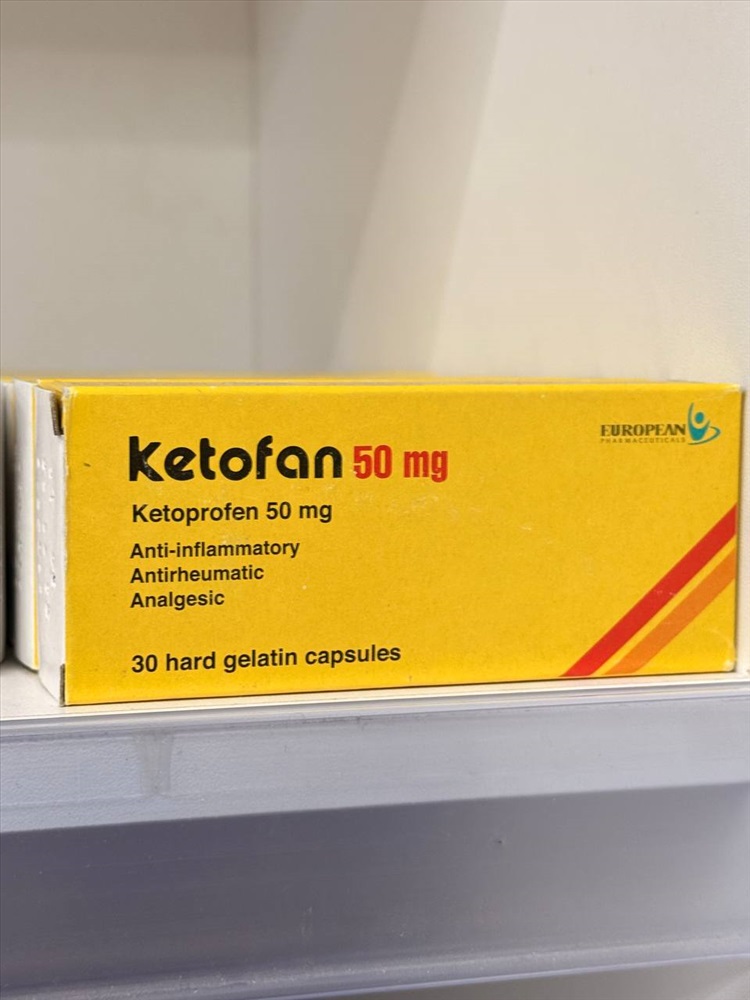 Ketofan 50 mg
EUROPEAN
PHARMACEUTICALS
Ketoprofen 50 mg
Anti-inflammatory
Antirheumatic
Analgesic
30 hard gelatin capsules